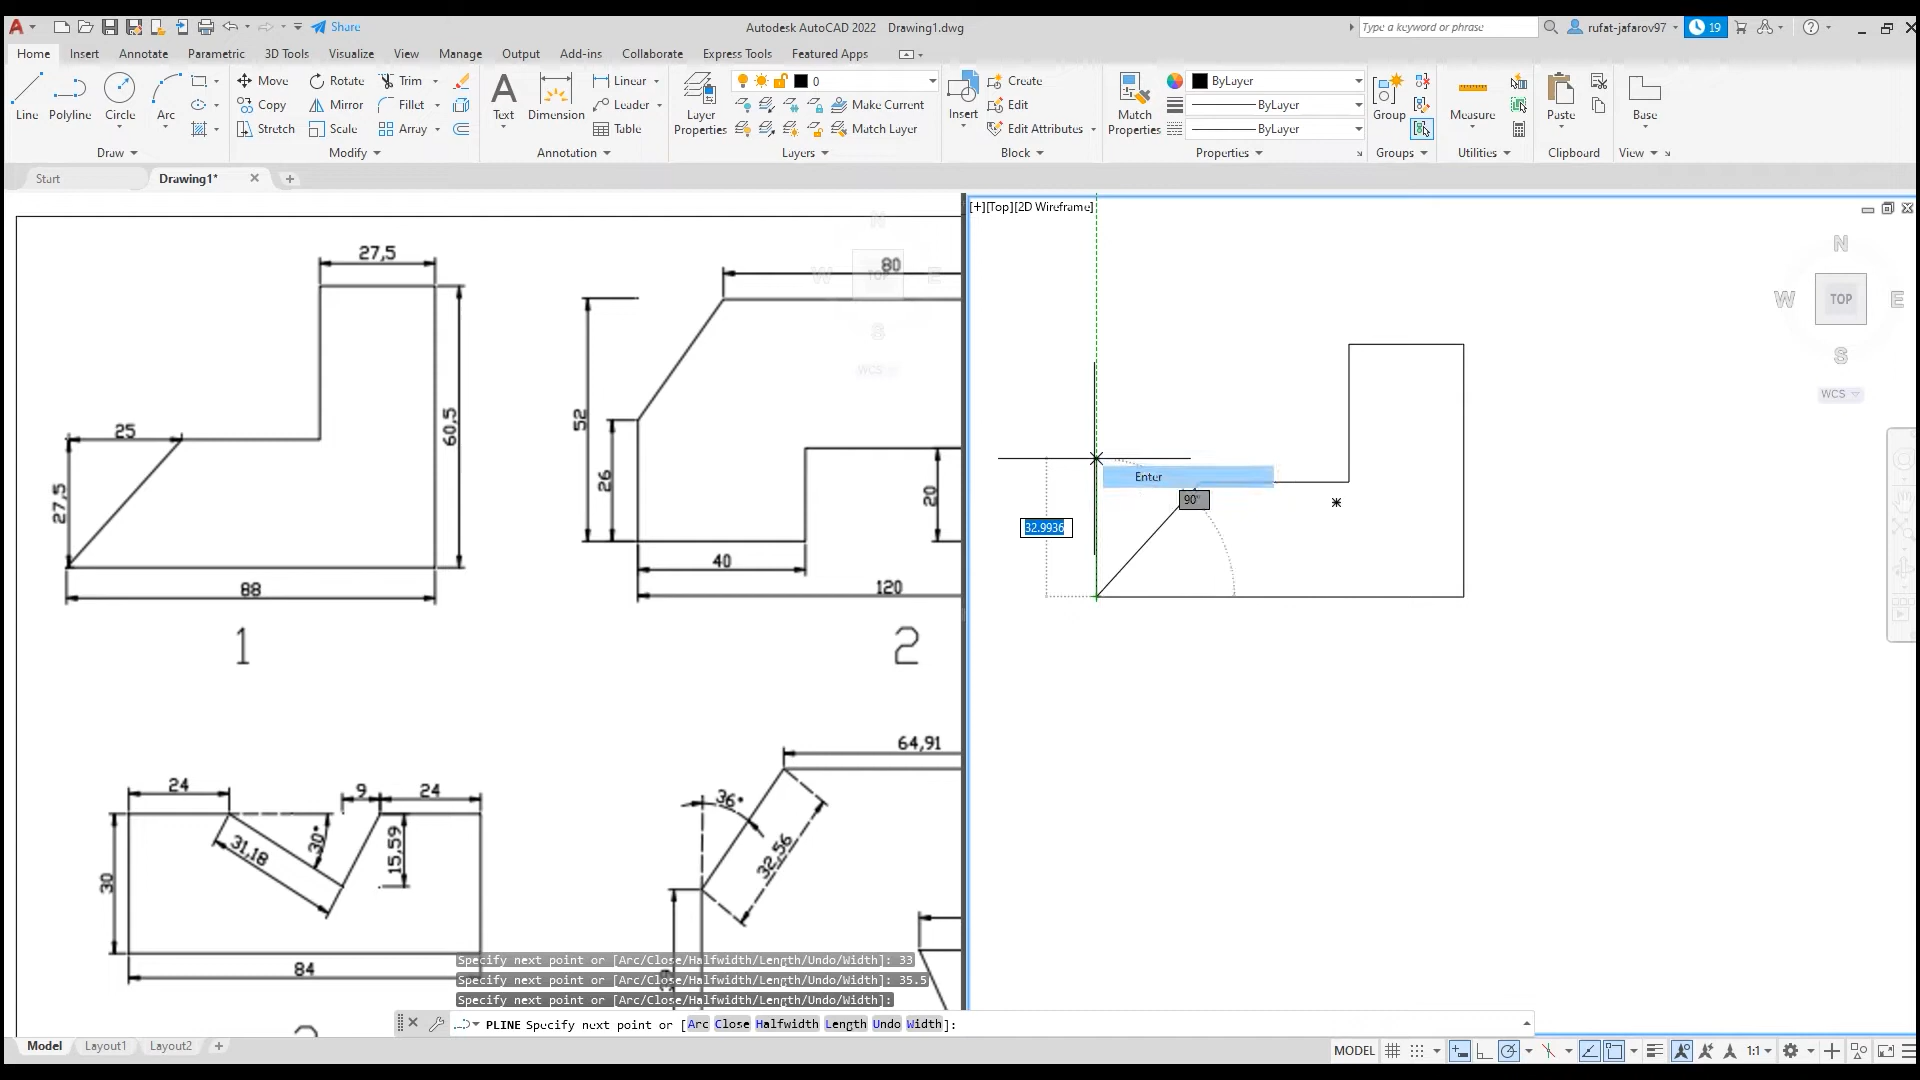 Share
Autodesk AutoCAD 2022 Drawing1.dwg
Type a keyword or phrase
rufat-jafarov97
19
Home Insert Annotate Parametric 3D Tools Visualize View Manage Output Add-ins Collaborate Express Tools Featured Apps
Line
Polyline
Circle
Arc
Draw
Move Rotate Trim
Copy Mirror Fillet
Stretch Scale Array
Modify
Text
Dimension
Linear
Leader
Table
Annotation
Layer Properties
0
Make Current
Match Layer
Layers
Insert
Create
Edit
Edit Attributes
Block
Match Properties
ByLayer
ByLayer
ByLayer
Properties
Group
Groups
Measure
Utilities
Paste
Clipboard
Base
View
Start
Drawing1*
[+][Top][2D Wireframe]
27,5
25
27,5
60,5
88
1
80
52
26
40
20
120
2
N
W TOP E
S
WCS
N
W TOP E
S
WCS
Enter
90°
32.9936
24
9
24
31,18
30°
15,59
30
84
64,91
36°
32,56
Specify next point or [Arc/Close/Halfwidth/Length/Undo/Width]: 33
Specify next point or [Arc/Close/Halfwidth/Length/Undo/Width]: 35.5
Specify next point or [Arc/Close/Halfwidth/Length/Undo/Width]:
PLINE Specify next point or [Arc Close Halfwidth Length Undo Width]:
Model Layout1 Layout2
MODEL
1:1